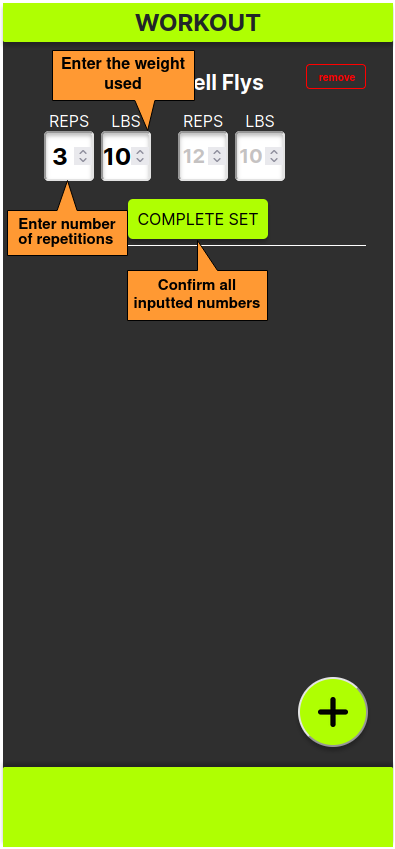 WORKOUT
Enter the weight
used
ell Flys
remove
REPS LBS REPS LBS
3 10 12 10
COMPLETE SET
Enter number
of repetitions
Confirm all
inputted numbers